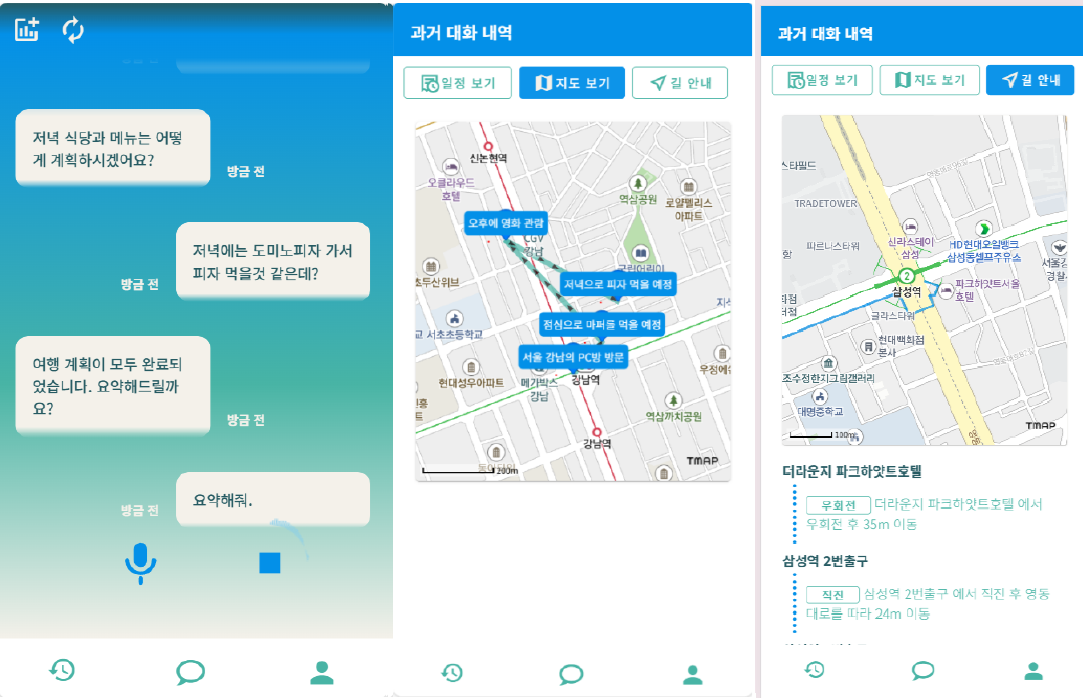 저녁 식당과 메뉴는 어떻
게 계획하시겠어요?
방금 전
저녁에는 도미노피자 가서
피자 먹을것 같은데?
방금 전
여행 계획이 모두 완료되
었습니다. 요약해드릴까
요?
방금 전
요약해줘.
방금 전
과거 대화 내역
일정 보기
지도 보기
길 안내
신논현역
오클라우드
호텔
역삼공원
로얄펠리스
아파트
오후에 영화 관람
CGV
강남
국립어린이
저녁으로 피자 먹을 예정
초두산위브
점심으로 마퍼를 먹을 예정
교 서초초등학교
서울 강남의 PC방 방문
현대성우아파트
메가박스
강남
강남역
우정에쉐
역삼까치공원
강남역
TMAP
200m
과거 대화 내역
일정 보기
지도 보기
길 안내
스타필드
TRADETOWER
파르나스타워
신라스테이
삼성
HD현대오일뱅크
삼성동셀프주유소
서울강
경찰
2
삼성역
파크하얏트서울
호텔
글라스타워
현대백화점
본사
조수정한지그림갤러리
대명중학교
TMAP
100m
더라운지 파크하얏트호텔
우회전 더라운지 파크하얏트호텔 에서
우회전 후 35m 이동
삼성역 2번출구
직진 삼성역 2번출구 에서 직진 후 영동
대로를 따라 24m 이동